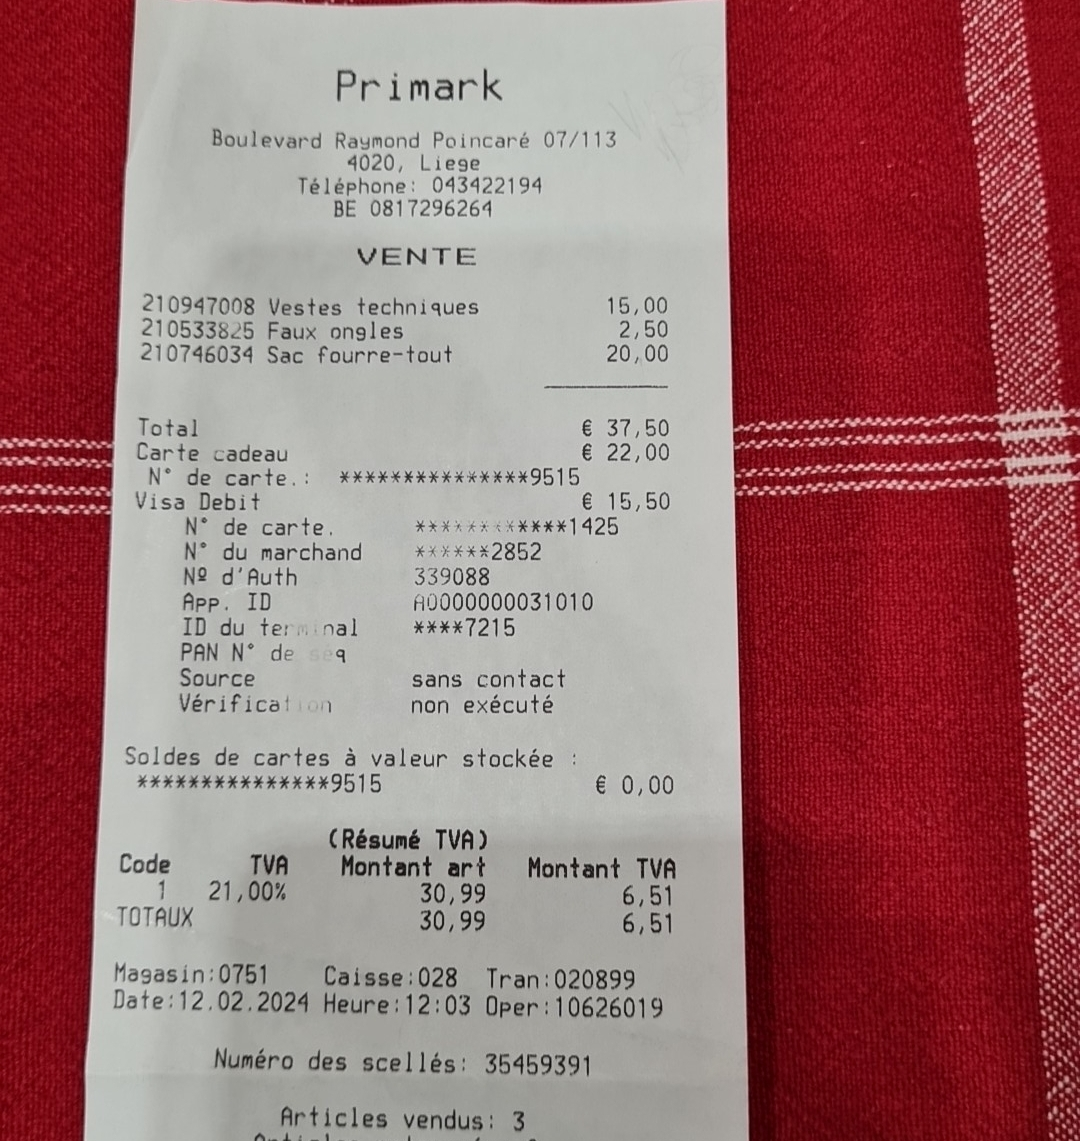 Primark
Boulevard Raymond Poincaré 07/113
4020, Liege
Téléphone: 043422194
BE 0817296264
VENTE
210947008 Vestes techniques 15,00
210533825 Faux ongles 2,50
210746034 Sac fourre-tout 20,00
Total € 37,50
Carte cadeau € 22,00
N° de carte.: ***************9515
Visa Debit € 15,50
N° de carte. ************1425
N° du marchand ******2852
Nº d'Auth 339088
App. ID A0000000031010
ID du terminal ****7215
PAN N° de séq
Source sans contact
Vérification non exécuté
Soldes de cartes à valeur stockée :
***************9515 € 0,00
(Résumé TVA)
Code TVA Montant art Montant TVA
1 21,00% 30,99 6,51
TOTAUX 30,99 6,51
Magasin:0751 Caisse:028 Tran:020899
Date:12.02.2024 Heure:12:03 Oper:10626019
Numéro des scellés: 35459391
Articles vendus: 3